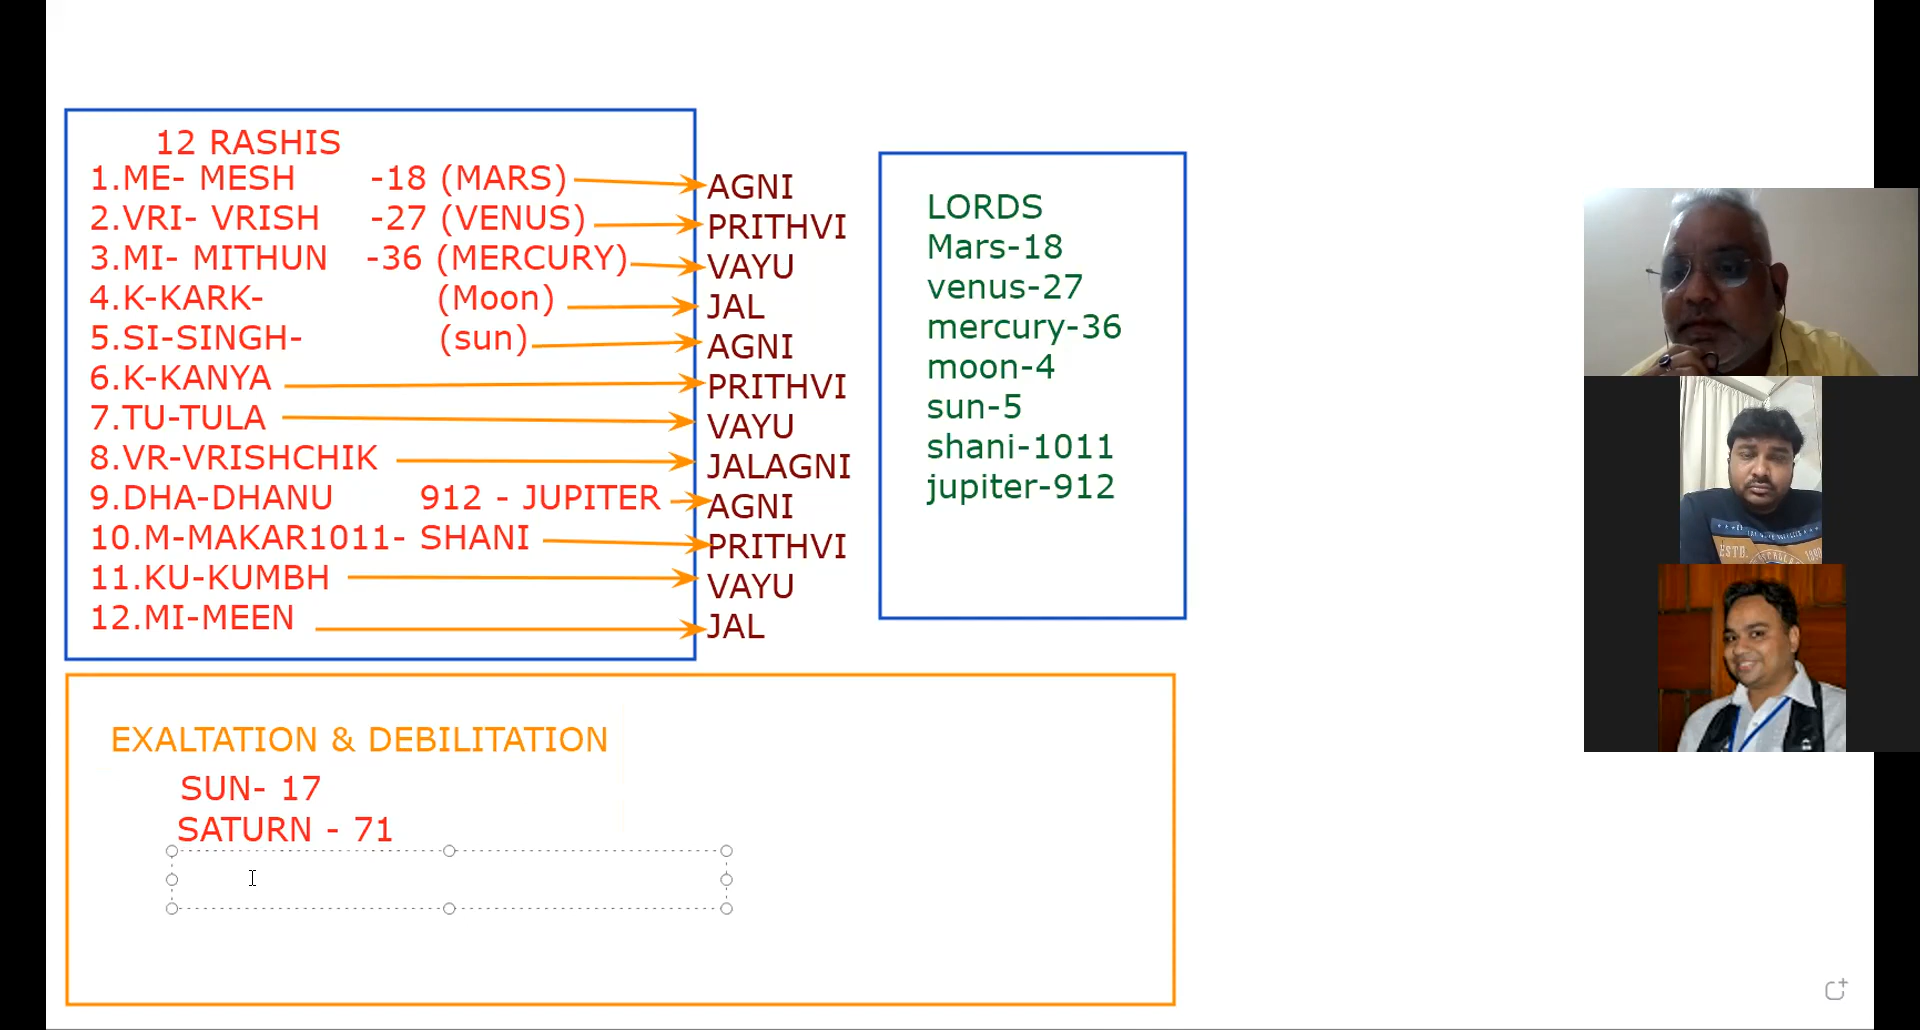 12 RASHIS
1.ME- MESH -18 (MARS) AGNI
2.VRI- VRISH -27 (VENUS) PRITHVI
3.MI- MITHUN -36 (MERCURY) VAYU
4.K-KARK- (Moon) JAL
5.SI-SINGH- (sun) AGNI
6.K-KANYA PRITHVI
7.TU-TULA VAYU
8.VR-VRISHCHIK JALAGNI
9.DHA-DHANU 912 - JUPITER AGNI
10.M-MAKAR1011- SHANI PRITHVI
11.KU-KUMBH VAYU
12.MI-MEEN JAL
LORDS
Mars-18
venus-27
mercury-36
moon-4
sun-5
shani-1011
jupiter-912
EXALTATION & DEBILITATION
SUN- 17
SATURN - 71
ESTD.